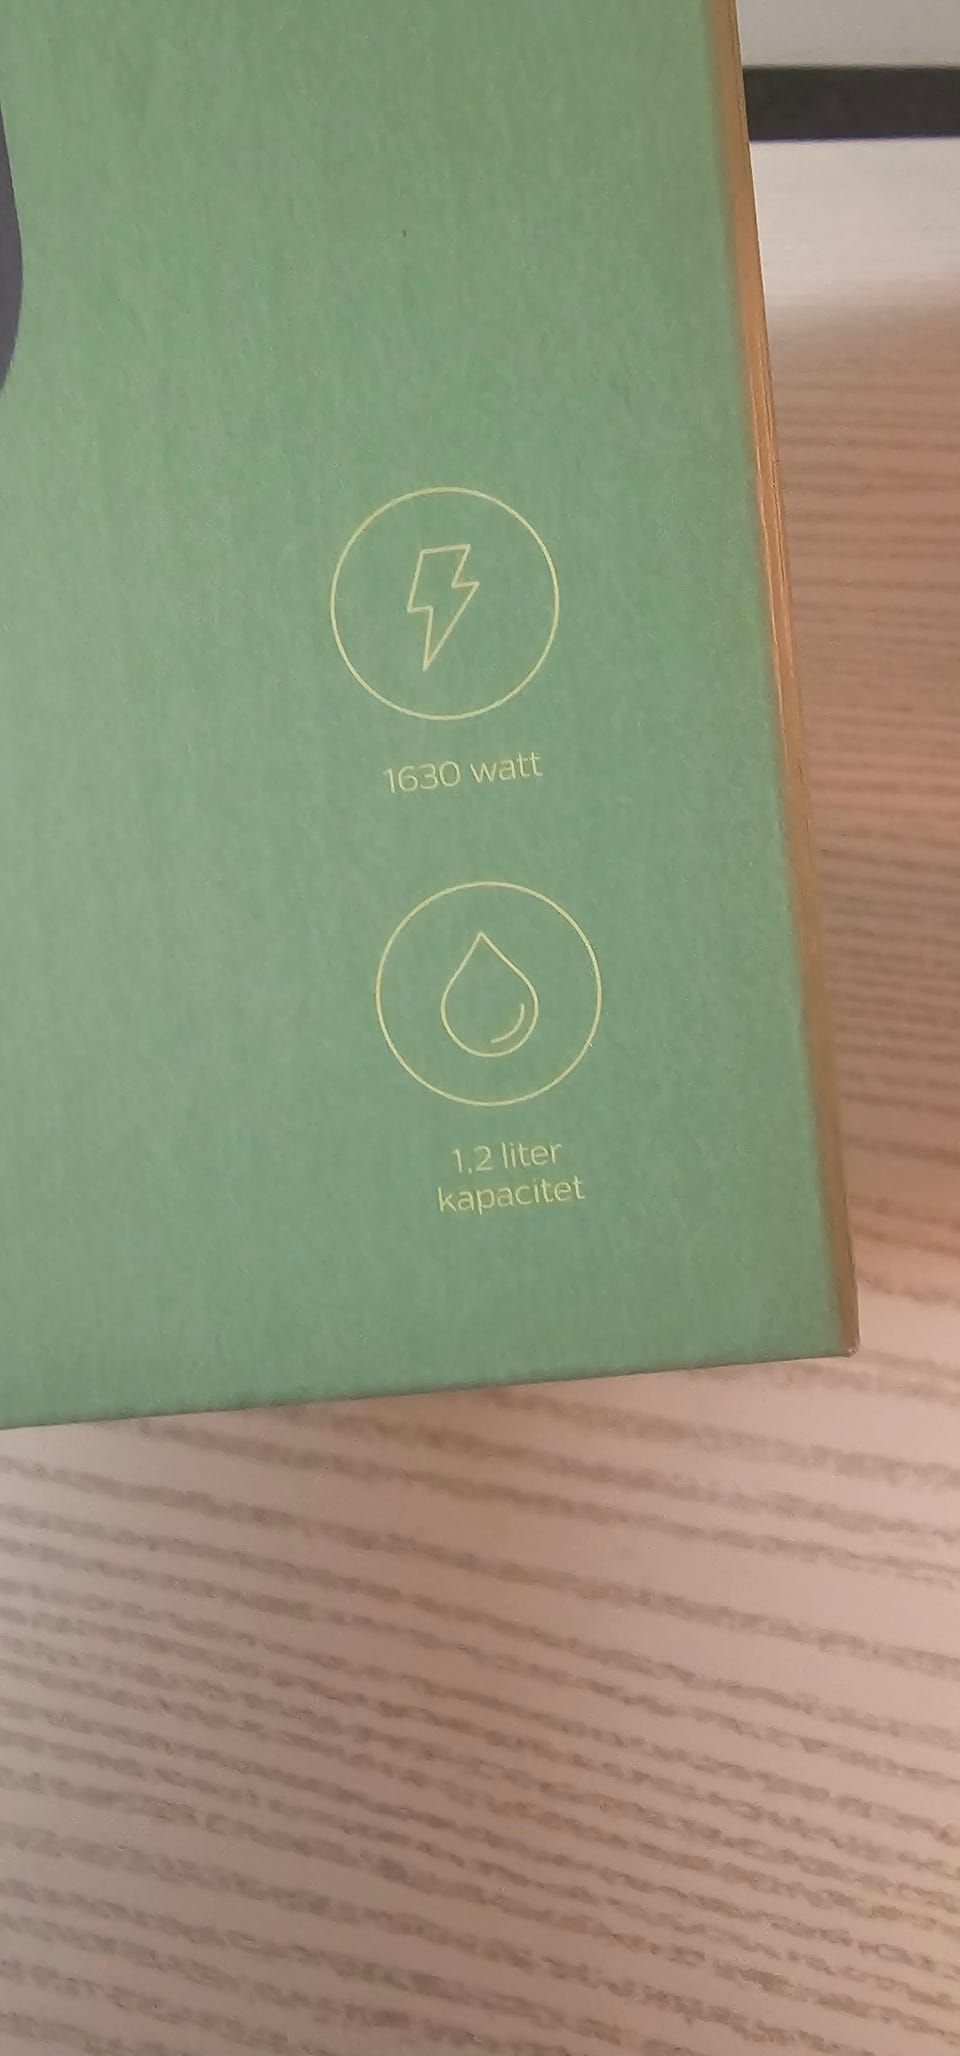 1630 watt
1,2 liter
kapacitet